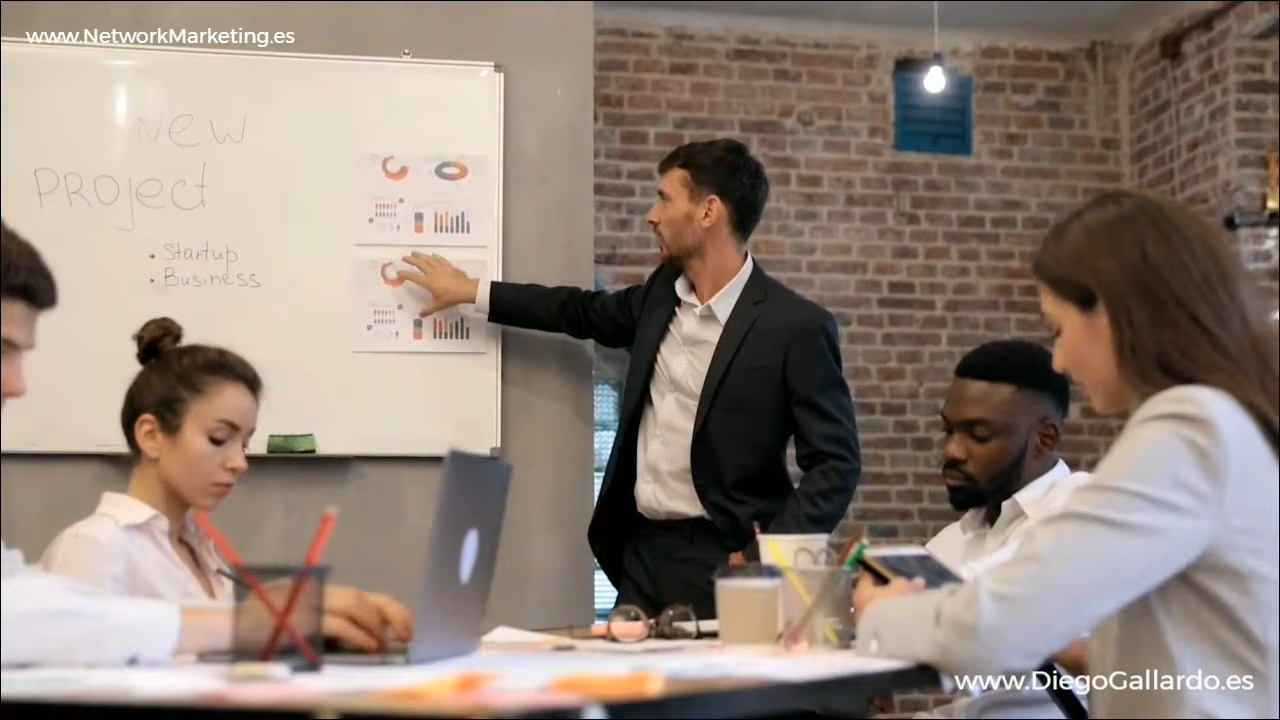 www.NetworkMarketing.es
New
PROJect
• Startup
• Business
www.DiegoGallardo.es